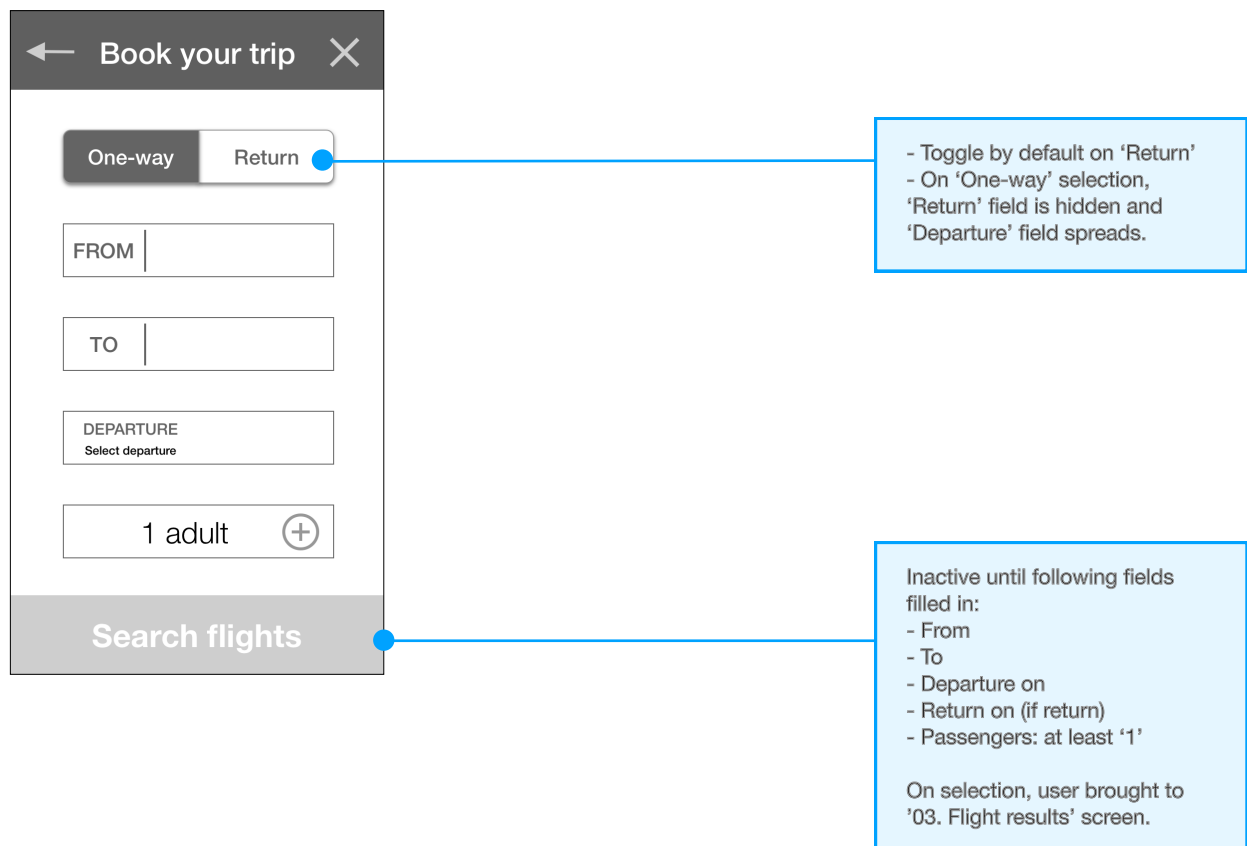 Book your trip
One-way
Return
FROM
TO
DEPARTURE
Select departure
1 adult
Search flights
- Toggle by default on ‘Return’
- On ‘One-way’ selection,
‘Return’ field is hidden and
‘Departure’ field spreads.
Inactive until following fields
filled in:
- From
- To
- Departure on
- Return on (if return)
- Passengers: at least ‘1’
On selection, user brought to
’03. Flight results’ screen.